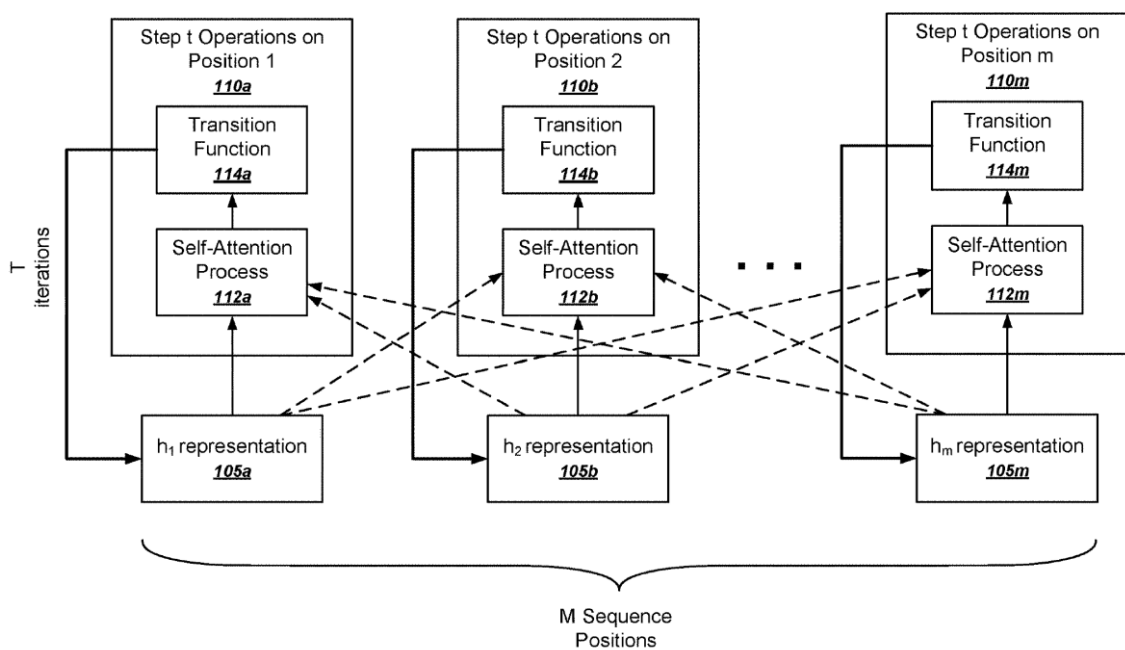 Step t Operations on
Position 1
110a
Transition
Function
114a
Self-Attention
Process
112a
h₁ representation
105a
Step t Operations on
Position 2
110b
Transition
Function
114b
Self-Attention
Process
112b
h₂ representation
105b
Step t Operations on
Position m
110m
Transition
Function
114m
Self-Attention
Process
112m
hₘ representation
105m
T
iterations
M Sequence
Positions